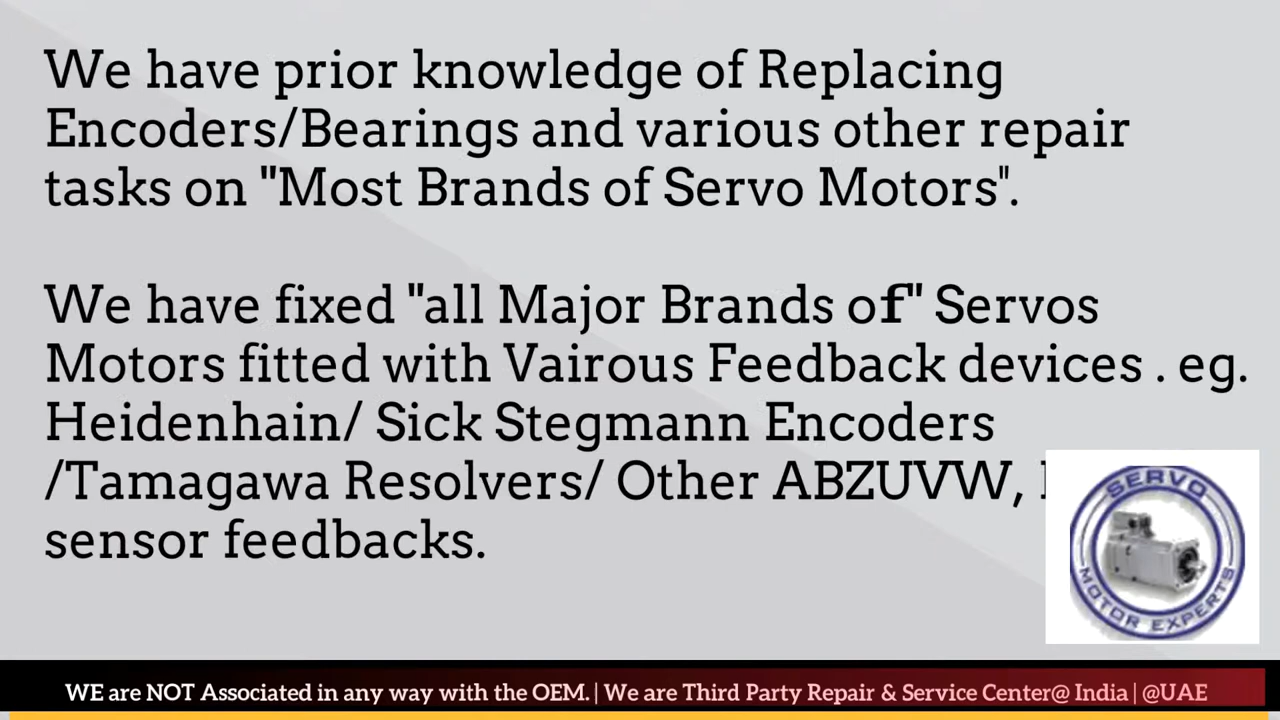 We have prior knowledge of Replacing
Encoders/Bearings and various other repair
tasks on "Most Brands of Servo Motors".
We have fixed "all Major Brands of" Servos
Motors fitted with Vairous Feedback devices . eg.
Heidenhain/ Sick Stegmann Encoders
/Tamagawa Resolvers/ Other ABZUVW,
sensor feedbacks.
SERVO
MOTOR EXPERTS
WE are NOT Associated in any way with the OEM. | We are Third Party Repair & Service Center@ India | @UAE